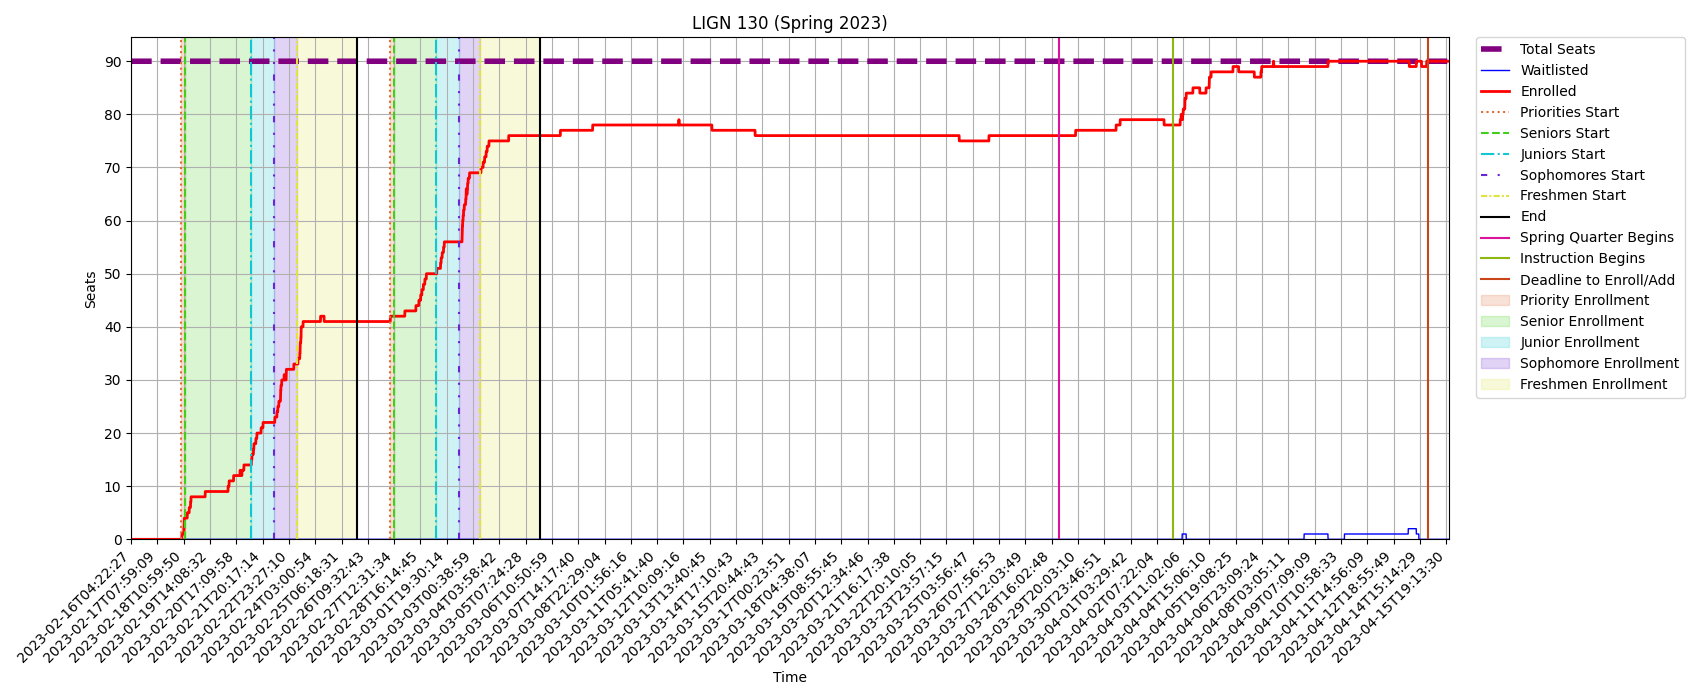 LIGN 130 (Spring 2023)
Seats
90
80
70
60
50
40
30
20
10
0
2023-02-16T04:22:27
2023-02-17T07:59:09
2023-02-18T10:59:50
2023-02-19T14:08:32
2023-02-20T17:09:58
2023-02-21T20:17:14
2023-02-22T23:27:10
2023-02-24T03:00:54
2023-02-25T06:18:31
2023-02-26T09:32:43
2023-02-27T12:31:34
2023-02-28T16:14:45
2023-03-01T19:30:14
2023-03-03T00:38:59
2023-03-04T03:58:42
2023-03-05T07:24:28
2023-03-06T10:50:59
2023-03-07T14:17:40
2023-03-08T22:29:04
2023-03-10T01:56:16
2023-03-11T05:41:40
2023-03-12T10:09:16
2023-03-13T13:40:45
2023-03-14T17:10:43
2023-03-15T20:44:43
2023-03-17T00:23:51
2023-03-18T04:38:07
2023-03-19T08:55:45
2023-03-20T12:34:46
2023-03-21T16:17:38
2023-03-22T20:10:05
2023-03-23T23:57:15
2023-03-25T03:56:47
2023-03-26T07:56:53
2023-03-27T12:03:49
2023-03-28T16:02:48
2023-03-29T20:03:10
2023-03-30T23:46:51
2023-04-01T03:29:42
2023-04-02T07:22:04
2023-04-03T11:02:06
2023-04-04T15:06:10
2023-04-05T19:08:25
2023-04-06T23:09:24
2023-04-08T03:05:11
2023-04-09T07:09:09
2023-04-10T10:58:33
2023-04-11T14:56:09
2023-04-12T18:55:49
2023-04-14T15:14:29
2023-04-15T19:13:30
Time
Total Seats
Waitlisted
Enrolled
Priorities Start
Seniors Start
Juniors Start
Sophomores Start
Freshmen Start
End
Spring Quarter Begins
Instruction Begins
Deadline to Enroll/Add
Priority Enrollment
Senior Enrollment
Junior Enrollment
Sophomore Enrollment
Freshmen Enrollment